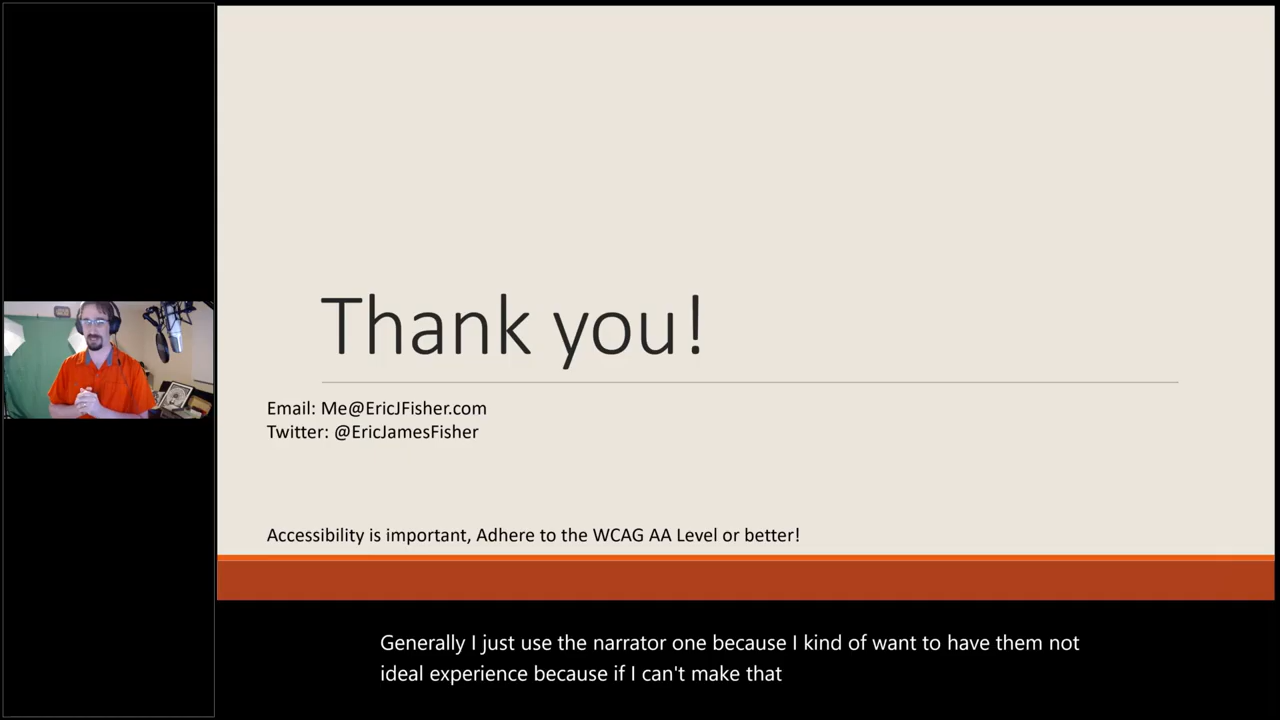 Thank you!
Email: Me@EricJFisher.com
Twitter: @EricJamesFisher
Accessibility is important, Adhere to the WCAG AA Level or better!
Generally I just use the narrator one because I kind of want to have them not
ideal experience because if I can't make that